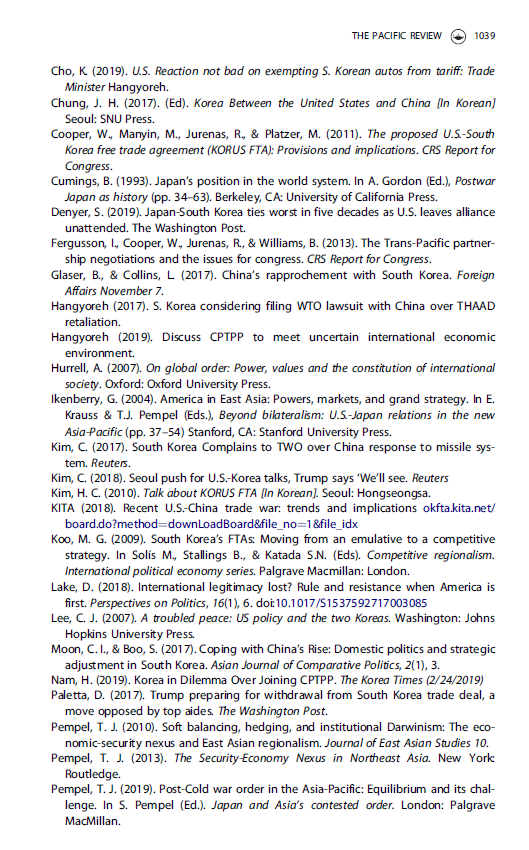 THE PACIFIC REVIEW 1039
Cho, K. (2019). U.S. Reaction not bad on exempting S. Korean autos from tariff: Trade
Minister Hangyoreh.
Chung, J. H. (2017). (Ed). Korea Between the United States and China [In Korean]
Seoul: SNU Press.
Cooper, W., Manyin, M., Jurenas, R., & Platzer, M. (2011). The proposed U.S.-South
Korea free trade agreement (KORUS FTA): Provisions and implications. CRS Report for
Congress.
Cumings, B. (1993). Japan's position in the world system. In A. Gordon (Ed.), Postwar
Japan as history (pp. 34–63). Berkeley, CA: University of California Press.
Denyer, S. (2019). Japan-South Korea ties worst in five decades as U.S. leaves alliance
unattended. The Washington Post.
Fergusson, I., Cooper, W., Jurenas, R., & Williams, B. (2013). The Trans-Pacific partner-
ship negotiations and the issues for congress. CRS Report for Congress.
Glaser, B., & Collins, L. (2017). China's rapprochement with South Korea. Foreign
Affairs November 7.
Hangyoreh (2017). S. Korea considering filing WTO lawsuit with China over THAAD
retaliation.
Hangyoreh (2019). Discuss CPTPP to meet uncertain international economic
environment.
Hurrell, A. (2007). On global order: Power, values and the constitution of international
society. Oxford: Oxford University Press.
Ikenberry, G. (2004). America in East Asia: Powers, markets, and grand strategy. In E.
Krauss & T.J. Pempel (Eds.), Beyond bilateralism: U.S.-Japan relations in the new
Asia-Pacific (pp. 37–54) Stanford, CA: Stanford University Press.
Kim, C. (2017). South Korea Complains to TWO over China response to missile sys-
tem. Reuters.
Kim, C. (2018). Seoul push for U.S.-Korea talks, Trump says 'We'll see. Reuters
Kim, H. C. (2010). Talk about KORUS FTA [In Korean]. Seoul: Hongseongsa.
KITA (2018). Recent U.S.-China trade war: trends and implications okfta.kita.net/
board.do?method=downLoadBoard&file_no=1&file_idx
Koo, M. G. (2009). South Korea's FTAs: Moving from an emulative to a competitive
strategy. In Solís M., Stallings B., & Katada S.N. (Eds). Competitive regionalism.
International political economy series. Palgrave Macmillan: London.
Lake, D. (2018). International legitimacy lost? Rule and resistance when America is
first. Perspectives on Politics, 16(1), 6. doi:10.1017/S1537592717003085
Lee, C. J. (2007). A troubled peace: US policy and the two Koreas. Washington: Johns
Hopkins University Press.
Moon, C. I., & Boo, S. (2017). Coping with China's Rise: Domestic politics and strategic
adjustment in South Korea. Asian Journal of Comparative Politics, 2(1), 3.
Nam, H. (2019). Korea in Dilemma Over Joining CPTPP. The Korea Times (2/24/2019)
Paletta, D. (2017). Trump preparing for withdrawal from South Korea trade deal, a
move opposed by top aides. The Washington Post.
Pempel, T. J. (2010). Soft balancing, hedging, and institutional Darwinism: The eco-
nomic-security nexus and East Asian regionalism. Journal of East Asian Studies 10.
Pempel, T. J. (2013). The Security-Economy Nexus in Northeast Asia. New York:
Routledge.
Pempel, T. J. (2019). Post-Cold war order in the Asia-Pacific: Equilibrium and its chal-
lenge. In S. Pempel (Ed.). Japan and Asia's contested order. London: Palgrave
MacMillan.